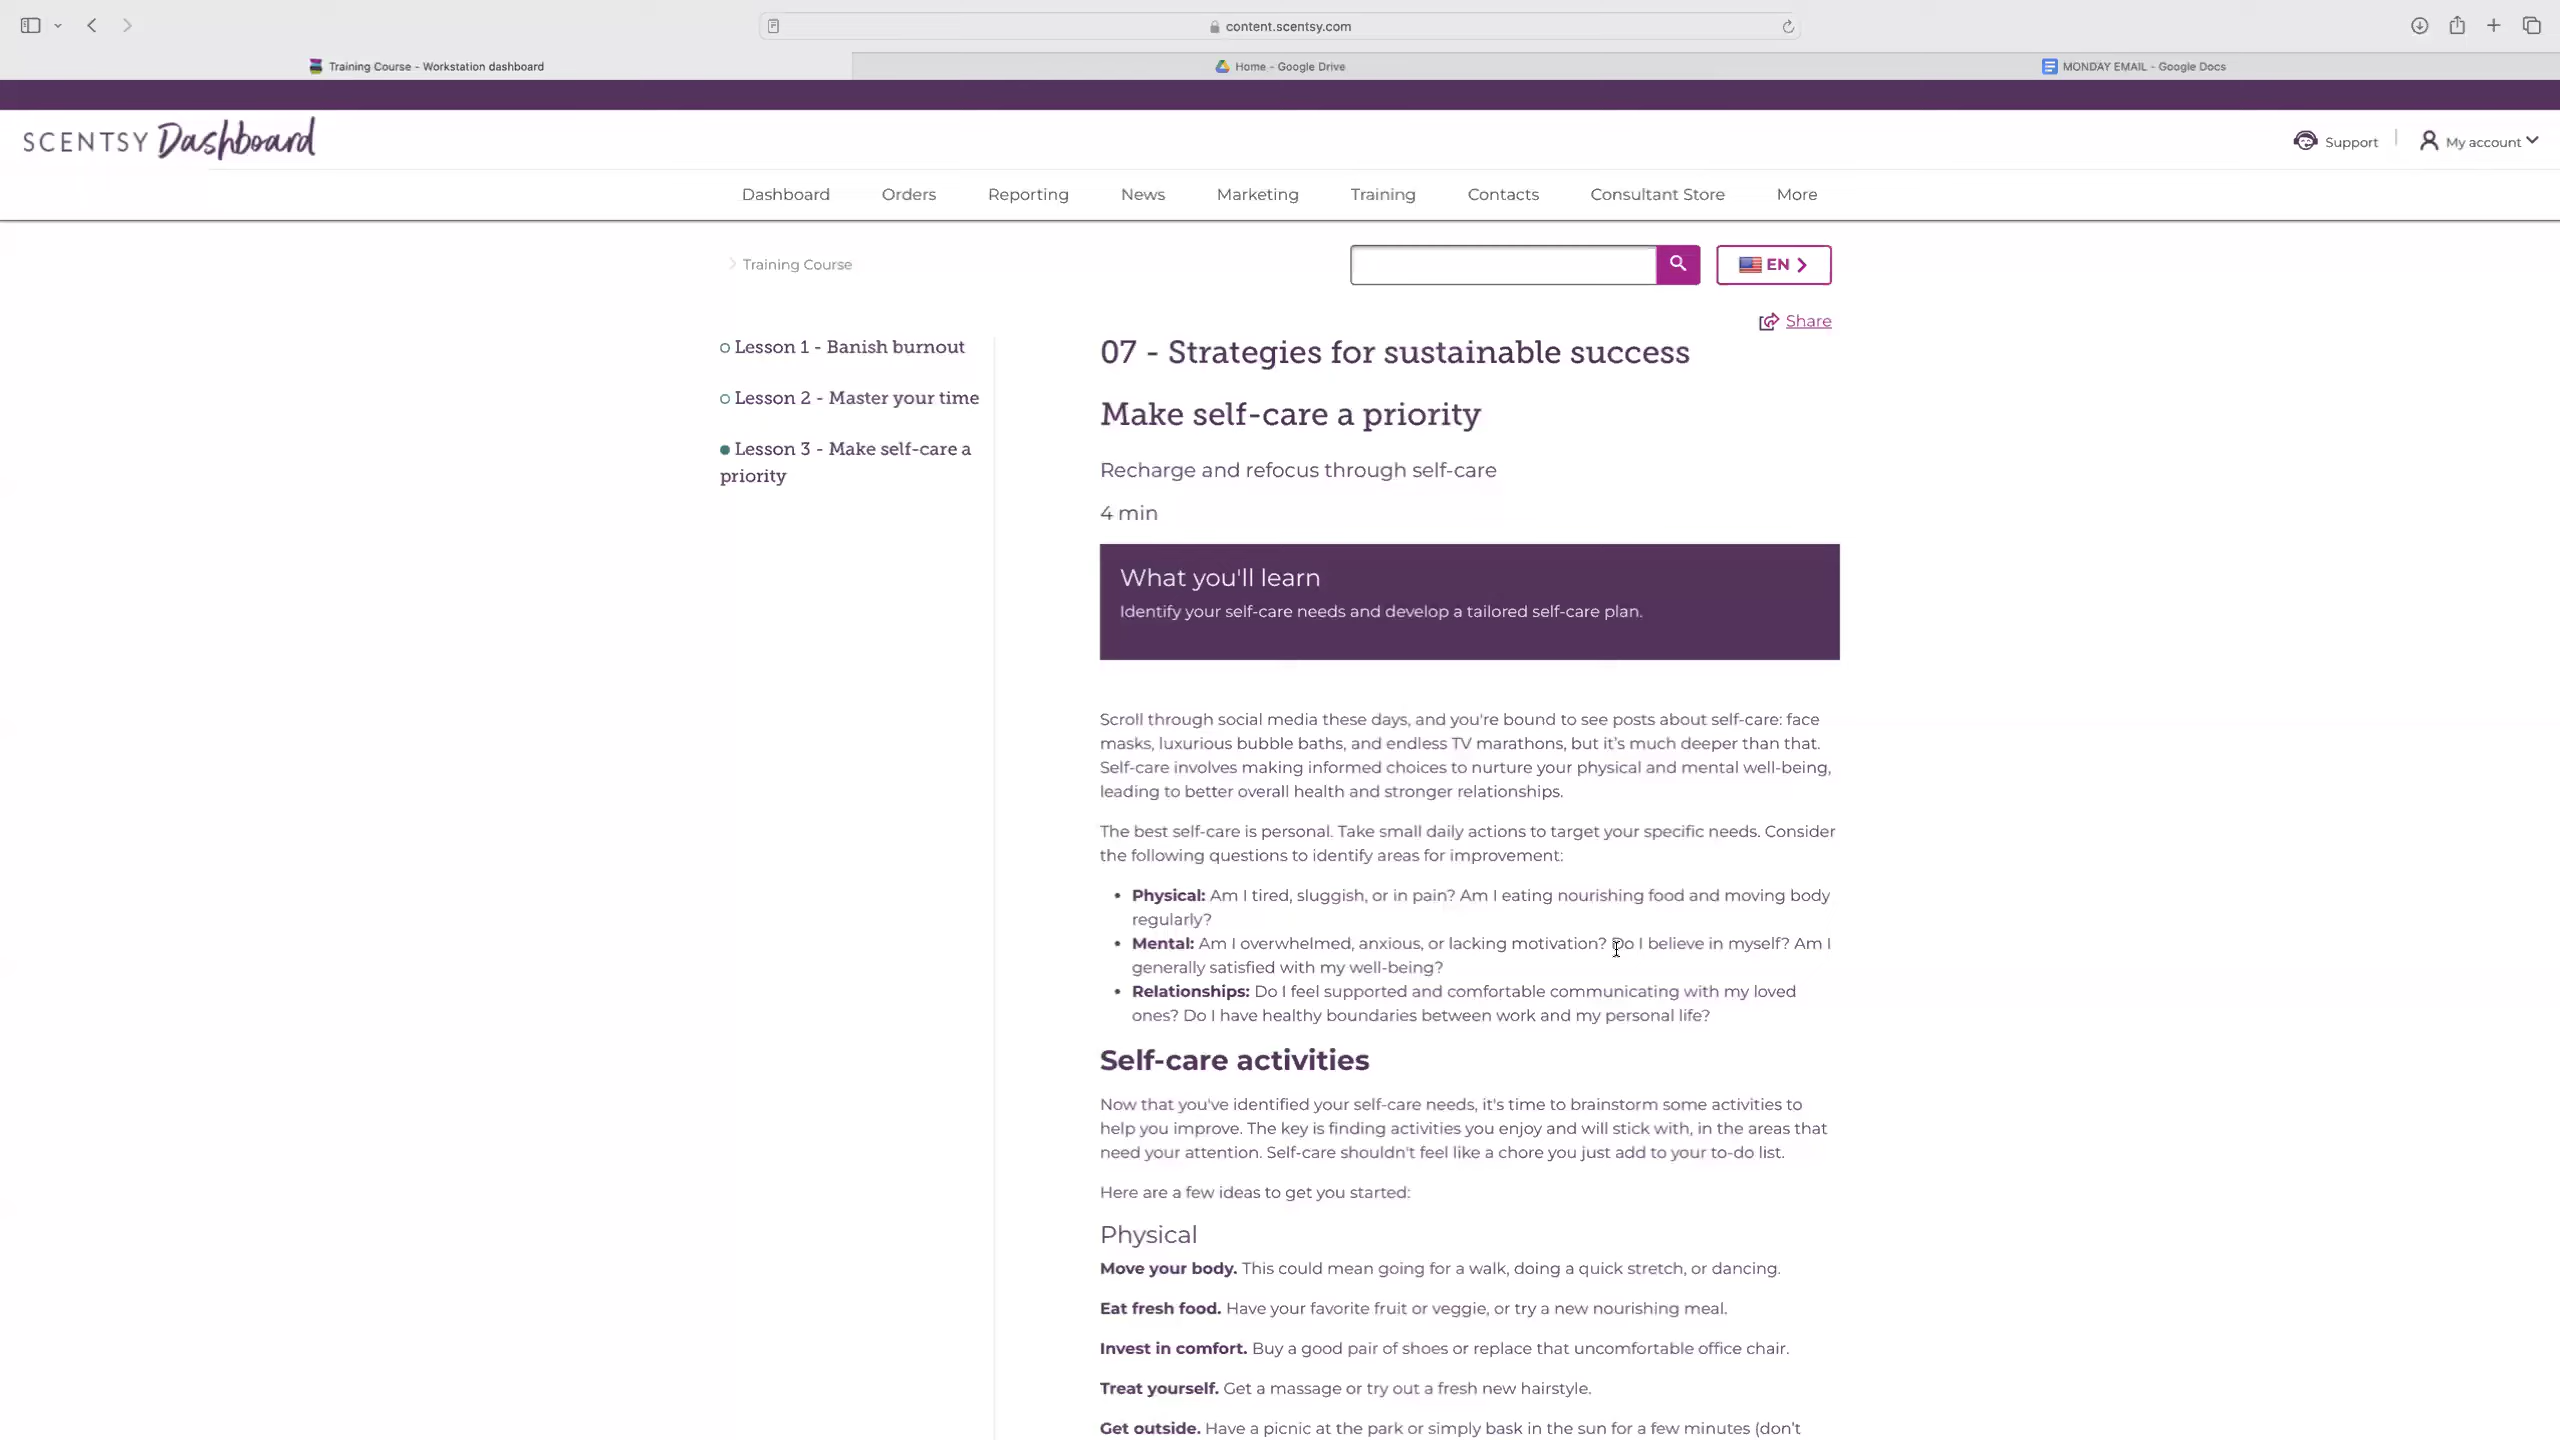 content.scentsy.com
Training Course - Workstation dashboard
Home - Google Drive
MONDAY EMAIL - Google Docs
SCENTSY Dashboard
Support
My account
Dashboard
Orders
Reporting
News
Marketing
Training
Contacts
Consultant Store
More
Training Course
EN
Share
Lesson 1 - Banish burnout
Lesson 2 - Master your time
Lesson 3 - Make self-care a
priority
07 - Strategies for sustainable success
Make self-care a priority
Recharge and refocus through self-care
4 min
What you'll learn
Identify your self-care needs and develop a tailored self-care plan.
Scroll through social media these days, and you're bound to see posts about self-care: face
masks, luxurious bubble baths, and endless TV marathons, but it's much deeper than that.
Self-care involves making informed choices to nurture your physical and mental well-being,
leading to better overall health and stronger relationships.
The best self-care is personal. Take small daily actions to target your specific needs. Consider
the following questions to identify areas for improvement:
• Physical: Am I tired, sluggish, or in pain? Am I eating nourishing food and moving body
regularly?
• Mental: Am I overwhelmed, anxious, or lacking motivation? Do I believe in myself? Am I
generally satisfied with my well-being?
• Relationships: Do I feel supported and comfortable communicating with my loved
ones? Do I have healthy boundaries between work and my personal life?
Self-care activities
Now that you've identified your self-care needs, it's time to brainstorm some activities to
help you improve. The key is finding activities you enjoy and will stick with, in the areas that
need your attention. Self-care shouldn't feel like a chore you just add to your to-do list.
Here are a few ideas to get you started:
Physical
Move your body. This could mean going for a walk, doing a quick stretch, or dancing.
Eat fresh food. Have your favorite fruit or veggie, or try a new nourishing meal.
Invest in comfort. Buy a good pair of shoes or replace that uncomfortable office chair.
Treat yourself. Get a massage or try out a fresh new hairstyle.
Get outside. Have a picnic at the park or simply bask in the sun for a few minutes (don't